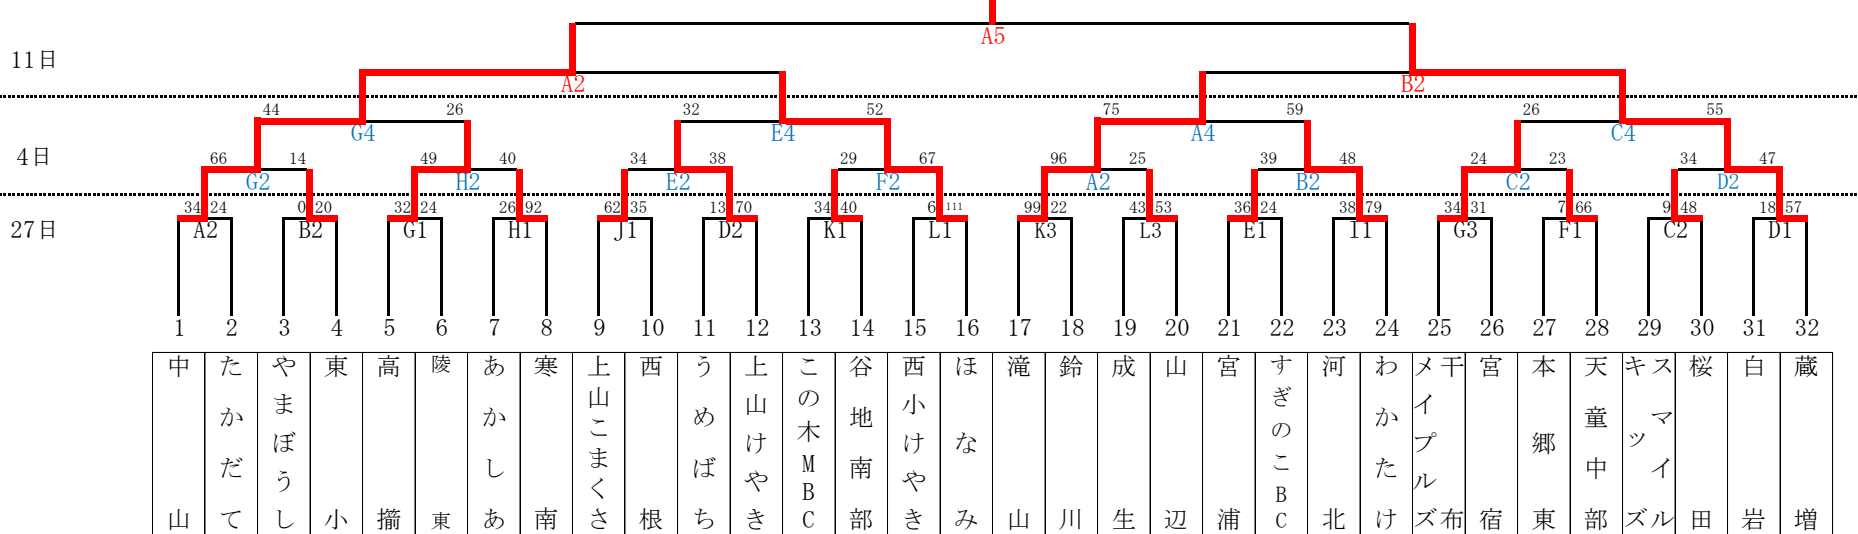 A5
11日
A2 B2
44 26 32 52 75 59 26 55
G4 E4 A4 C4
4日
66 14 49 40 34 38 29 67 96 25 39 48 24 23 34 47
G2 H2 E2 F2 A2 B2 C2 D2
34 24 0 20 32 24 26 92 62 35 13 70 34 40 6 111 99 22 43 53 36 24 38 79 34 31 7 66 9 48 18 57
27日
A2 B2 G1 H1 J1 D2 K1 L1 K3 L3 E1 I1 G3 F1 C2 D1
1 2 3 4 5 6 7 8 9 10 11 12 13 14 15 16 17 18 19 20 21 22 23 24 25 26 27 28 29 30 31 32
中山
たかだて
やまぼうし
東小
高擶
陵東
あかしあ
寒南
上山こまくさ
西根
うめばち
上山けやき
この木MBC
谷地南部
西小けやき
ほなみ
滝山
鈴川
成生
山辺
宮浦
すぎのこBC
河北
わかたけ
干布
メイプルズ
宮宿
本郷東
天童中部
スマイル
キッズ
桜田
白岩
蔵増